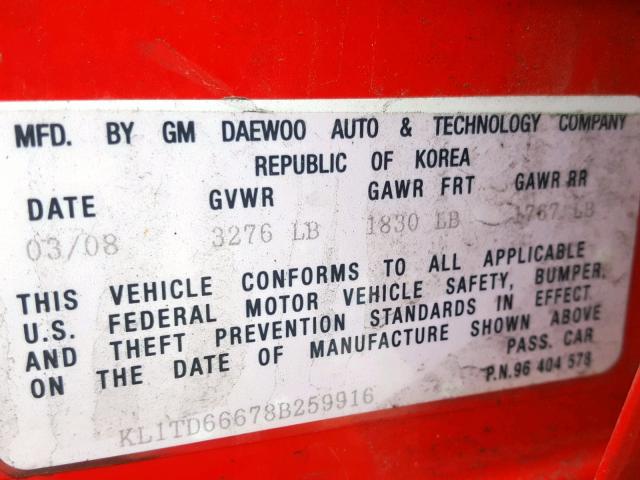 MFD. BY GM DAEWOO AUTO & TECHNOLOGY COMPANY
REPUBLIC OF KOREA
DATE GVWR GAWR FRT GAWR RR
03/08 3276 LB 1830 LB 1767 LB
THIS VEHICLE CONFORMS TO ALL APPLICABLE
U.S. FEDERAL MOTOR VEHICLE SAFETY, BUMPER,
AND THEFT PREVENTION STANDARDS IN EFFECT
ON THE DATE OF MANUFACTURE SHOWN ABOVE
PASS. CAR
P.N.96 404 578
KL1TD66678B259916